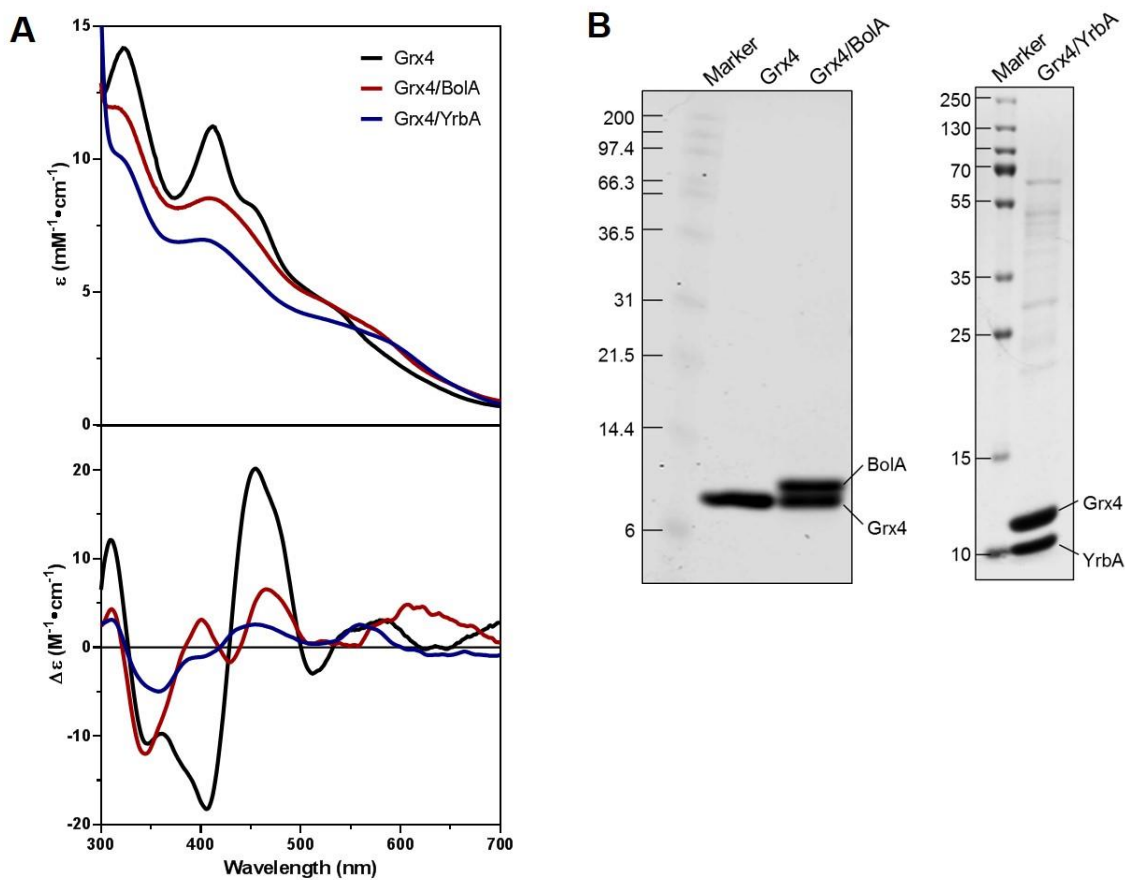 A
15
10
5
0
ε (mM⁻¹•cm⁻¹)
Grx4
Grx4/BolA
Grx4/YrbA
20
10
0
-10
-20
Δε (M⁻¹•cm⁻¹)
300 400 500 600 700
Wavelength (nm)
B
Marker Grx4 Grx4/BolA
200
97.4
66.3
36.5
31
21.5
14.4
6
BolA
Grx4
Marker Grx4/YrbA
250
130
70
55
35
25
15
10
Grx4
YrbA